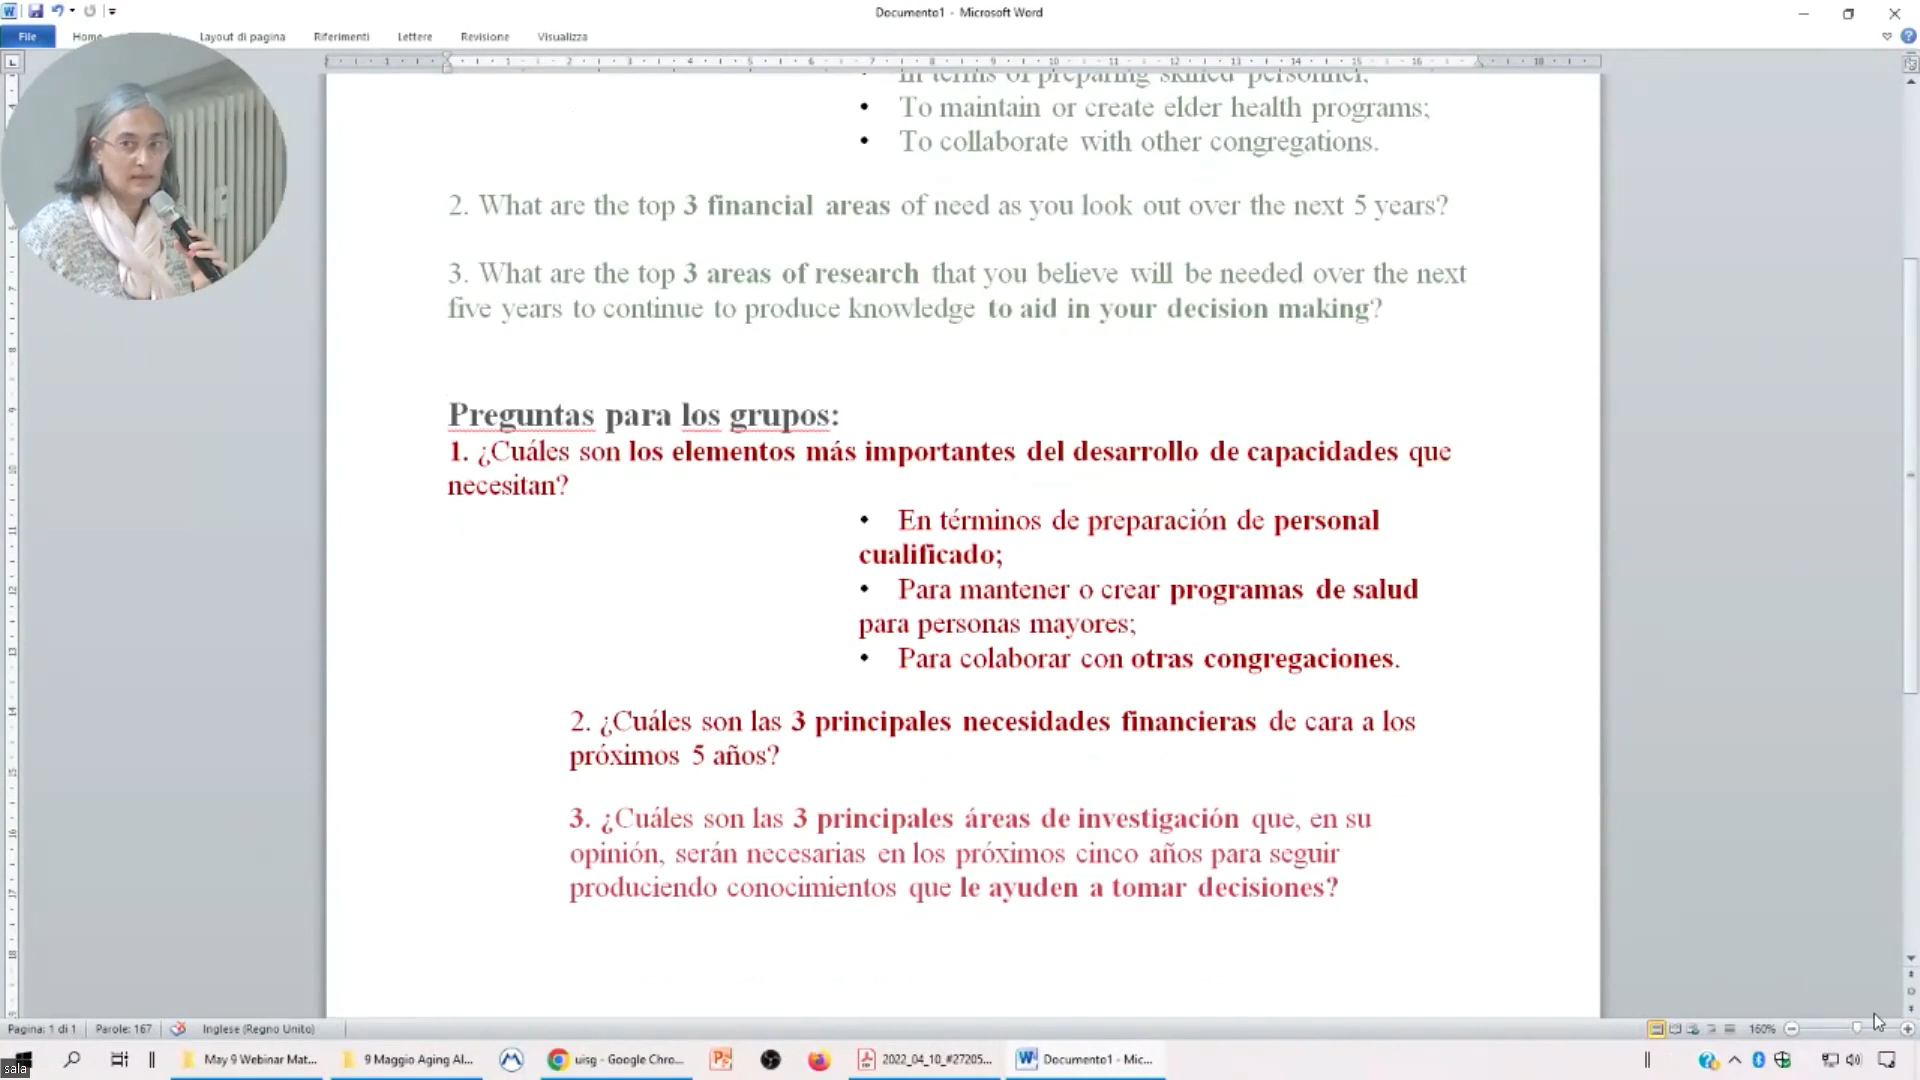 Documento1 - Microsoft Word
File Home Layout di pagina Riferimenti Lettere Revisione Visualizza
In terms of preparing skilled personnel;
• To maintain or create elder health programs;
• To collaborate with other congregations.
2. What are the top 3 financial areas of need as you look out over the next 5 years?
3. What are the top 3 areas of research that you believe will be needed over the next
five years to continue to produce knowledge to aid in your decision making?
Preguntas para los grupos:
1. ¿Cuáles son los elementos más importantes del desarrollo de capacidades que
necesitan?
• En términos de preparación de personal
cualificado;
• Para mantener o crear programas de salud
para personas mayores;
• Para colaborar con otras congregaciones.
2. ¿Cuáles son las 3 principales necesidades financieras de cara a los
próximos 5 años?
3. ¿Cuáles son las 3 principales áreas de investigación que, en su
opinión, serán necesarias en los próximos cinco años para seguir
produciendo conocimientos que le ayuden a tomar decisiones?
Pagina: 1 di 1 Parole: 167 Inglese (Regno Unito) 160%
May 9 Webinar Mat... 9 Maggio Aging Al... uisg - Google Chro... 2022_04_10_#27205... Documento1 - Mic...
sala